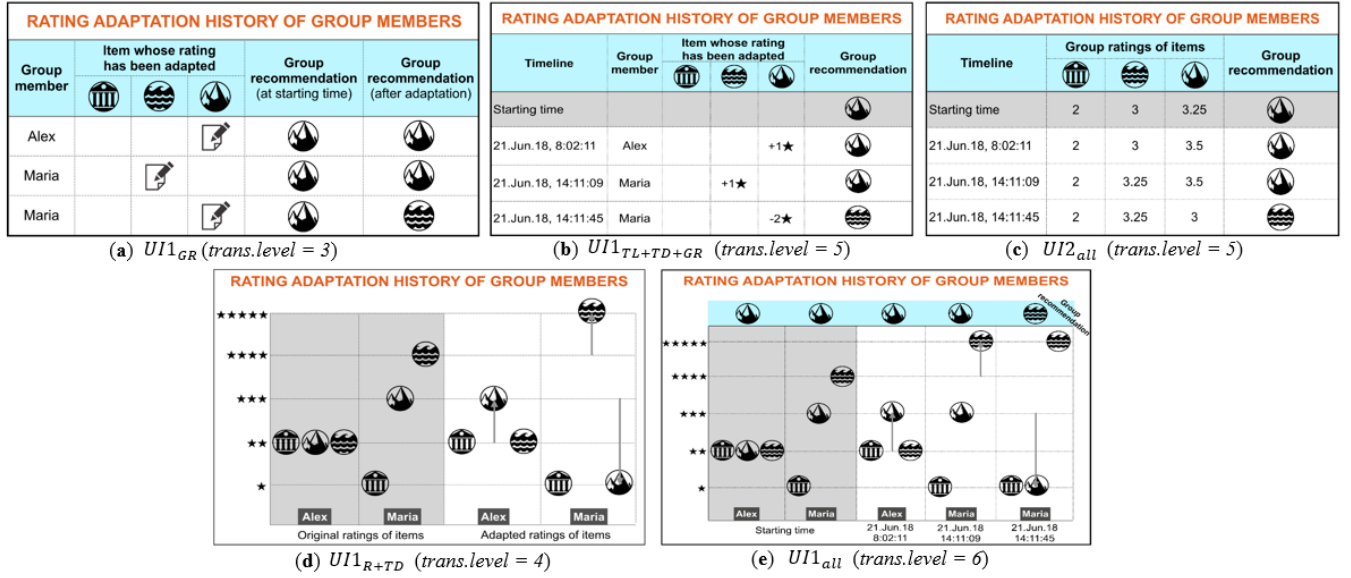 RATING ADAPTATION HISTORY OF GROUP MEMBERS
Group member
Item whose rating has been adapted
Group recommendation (at starting time)
Group recommendation (after adaptation)
Alex
Maria
Maria
(a) UI1GR (trans.level = 3)
RATING ADAPTATION HISTORY OF GROUP MEMBERS
Timeline
Group member
Item whose rating has been adapted
Group recommendation
Starting time
21.Jun.18, 8:02:11 Alex +1★
21.Jun.18, 14:11:09 Maria +1★
21.Jun.18, 14:11:45 Maria -2★
(b) UI1TL+TD+GR (trans.level = 5)
RATING ADAPTATION HISTORY OF GROUP MEMBERS
Timeline
Group ratings of items
Group recommendation
Starting time 2 3 3.25
21.Jun.18, 8:02:11 2 3 3.5
21.Jun.18, 14:11:09 2 3.25 3.5
21.Jun.18, 14:11:45 2 3.25 3
(c) UI2all (trans.level = 5)
RATING ADAPTATION HISTORY OF GROUP MEMBERS
★★★★★
★★★★
★★★
★★
★
Alex Maria Alex Maria
Original ratings of items Adapted ratings of items
(d) UI1R+TD (trans.level = 4)
RATING ADAPTATION HISTORY OF GROUP MEMBERS
Group recommendation
★★★★★
★★★★
★★★
★★
★
Alex Maria Alex Maria Maria
Starting time
21.Jun.18 8:02:11
21.Jun.18 14:11:09
21.Jun.18 14:11:45
(e) UI1all (trans.level = 6)